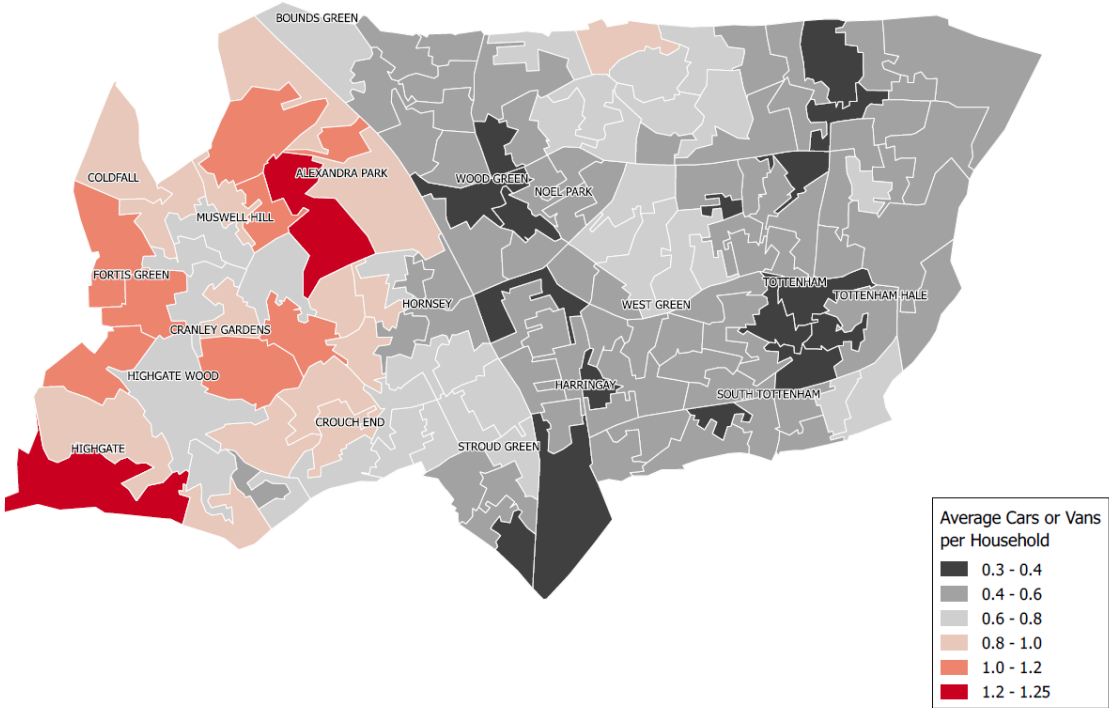 BOUNDS GREEN
COLDFALL
ALEXANDRA PARK
WOOD GREEN
NOEL PARK
MUSWELL HILL
FORTIS GREEN
HORNSEY
WEST GREEN
TOTTENHAM
TOTTENHAM HALE
CRANLEY GARDENS
HIGHGATE WOOD
HARRINGAY
SOUTH TOTTENHAM
CROUCH END
HIGHGATE
STROUD GREEN
Average Cars or Vans
per Household
0.3 - 0.4
0.4 - 0.6
0.6 - 0.8
0.8 - 1.0
1.0 - 1.2
1.2 - 1.25